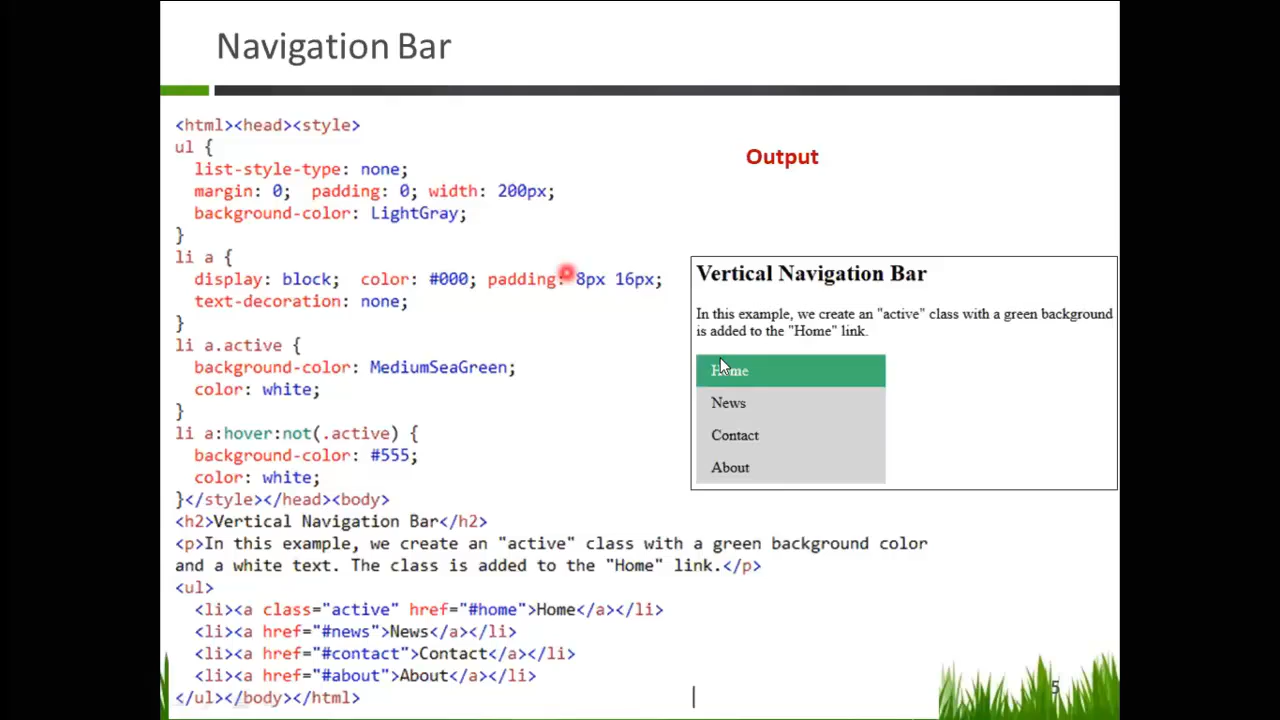 Navigation Bar
<html><head><style>
ul {
list-style-type: none;
margin: 0; padding: 0; width: 200px;
background-color: LightGray;
}
li a {
display: block; color: #000; padding: 8px 16px;
text-decoration: none;
}
li a.active {
background-color: MediumSeaGreen;
color: white;
}
li a:hover:not(.active) {
background-color: #555;
color: white;
}</style></head><body>
<h2>Vertical Navigation Bar</h2>
<p>In this example, we create an "active" class with a green background color
and a white text. The class is added to the "Home" link.</p>
<ul>
<li><a class="active" href="#home">Home</a></li>
<li><a href="#news">News</a></li>
<li><a href="#contact">Contact</a></li>
<li><a href="#about">About</a></li>
</ul></body></html>
Output
Vertical Navigation Bar
In this example, we create an "active" class with a green background
is added to the "Home" link.
Home
News
Contact
About
5